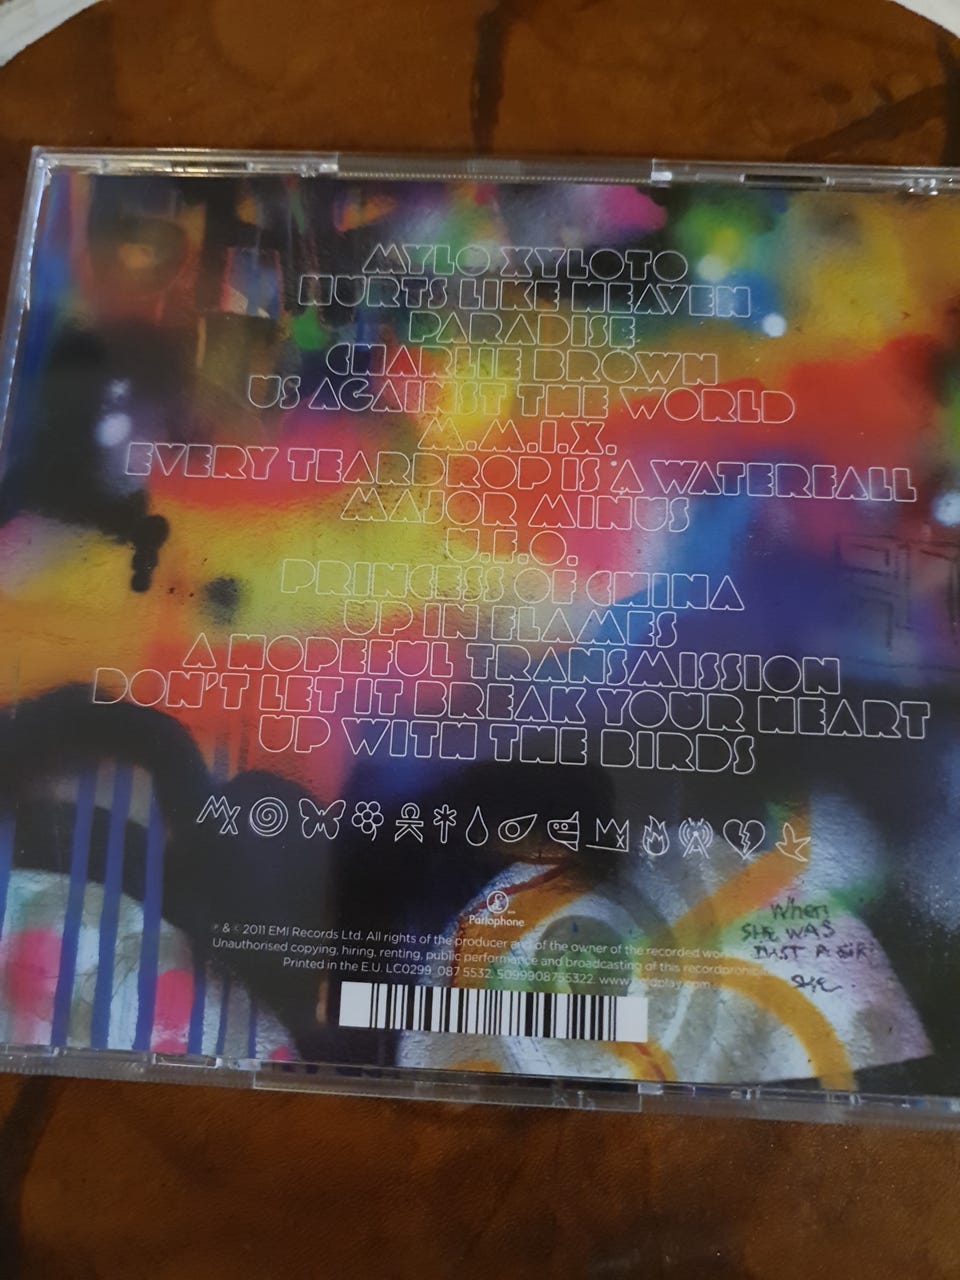 MYLO XYLOTO
HURTS LIKE HEAVEN
PARADISE
CHARLIE BROWN
US AGAINST THE WORLD
M.M.I.X.
EVERY TEARDROP IS A WATERFALL
MAJOR MINUS
U.F.O.
PRINCESS OF CHINA
UP IN FLAMES
A HOPEFUL TRANSMISSION
DON'T LET IT BREAK YOUR HEART
UP WITH THE BIRDS
MX
Parlophone
℗ & © 2011 EMI Records Ltd. All rights of the producer and of the owner of the recorded
Unauthorised copying, hiring, renting, public performance and broadcasting of this record
Printed in the E.U. LC0299. 087 5532. 5099908755322. www.coldplay.com
When
SHE WAS
JUST A GIRL
SHE